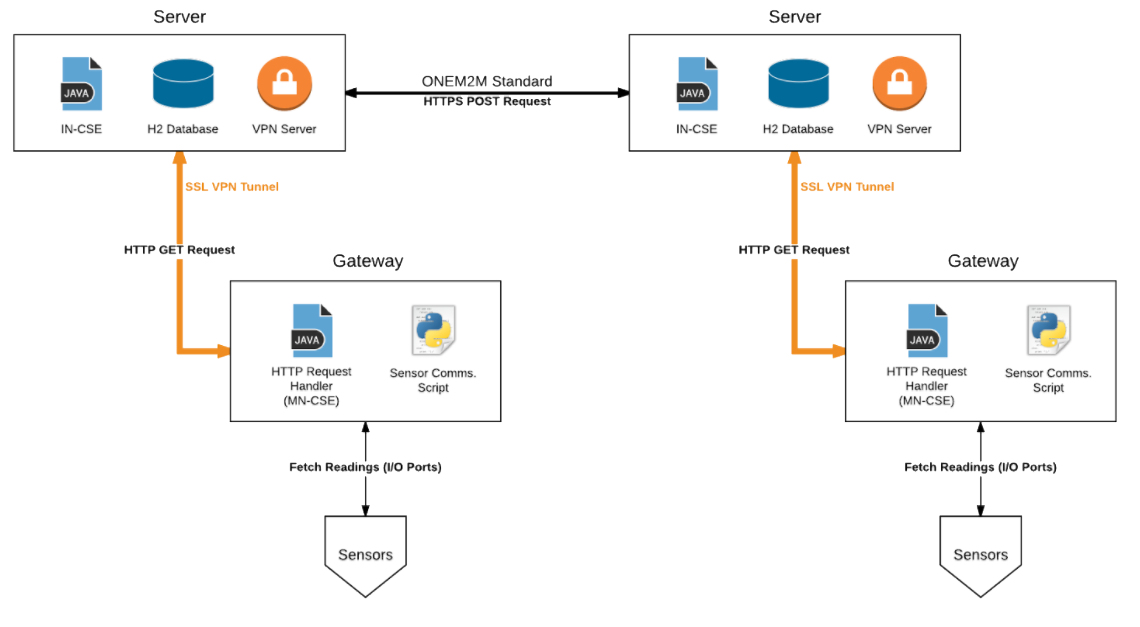 Server
Server
JAVA
IN-CSE
H2 Database
VPN Server
ONEM2M Standard
HTTPS POST Request
JAVA
IN-CSE
H2 Database
VPN Server
SSL VPN Tunnel
SSL VPN Tunnel
HTTP GET Request
HTTP GET Request
Gateway
Gateway
JAVA
HTTP Request
Handler
(MN-CSE)
Sensor Comms.
Script
JAVA
HTTP Request
Handler
(MN-CSE)
Sensor Comms.
Script
Fetch Readings (I/O Ports)
Fetch Readings (I/O Ports)
Sensors
Sensors